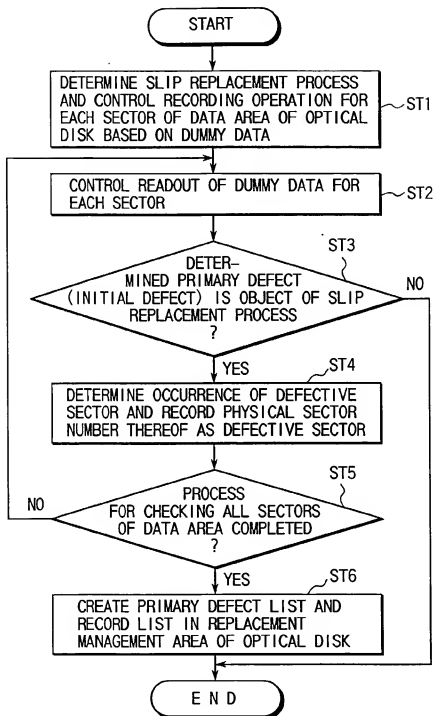 START
DETERMINE SLIP REPLACEMENT PROCESS
AND CONTROL RECORDING OPERATION FOR
EACH SECTOR OF DATA AREA OF OPTICAL
DISK BASED ON DUMMY DATA
ST1
CONTROL READOUT OF DUMMY DATA FOR
EACH SECTOR
ST2
ST3
DETER-
MINED PRIMARY DEFECT
(INITIAL DEFECT) IS OBJECT OF SLIP
REPLACEMENT PROCESS
?
NO
YES
ST4
DETERMINE OCCURRENCE OF DEFECTIVE
SECTOR AND RECORD PHYSICAL SECTOR
NUMBER THEREOF AS DEFECTIVE SECTOR
ST5
NO
PROCESS
FOR CHECKING ALL SECTORS
OF DATA AREA COMPLETED
?
YES
ST6
CREATE PRIMARY DEFECT LIST AND
RECORD LIST IN REPLACEMENT
MANAGEMENT AREA OF OPTICAL DISK
END